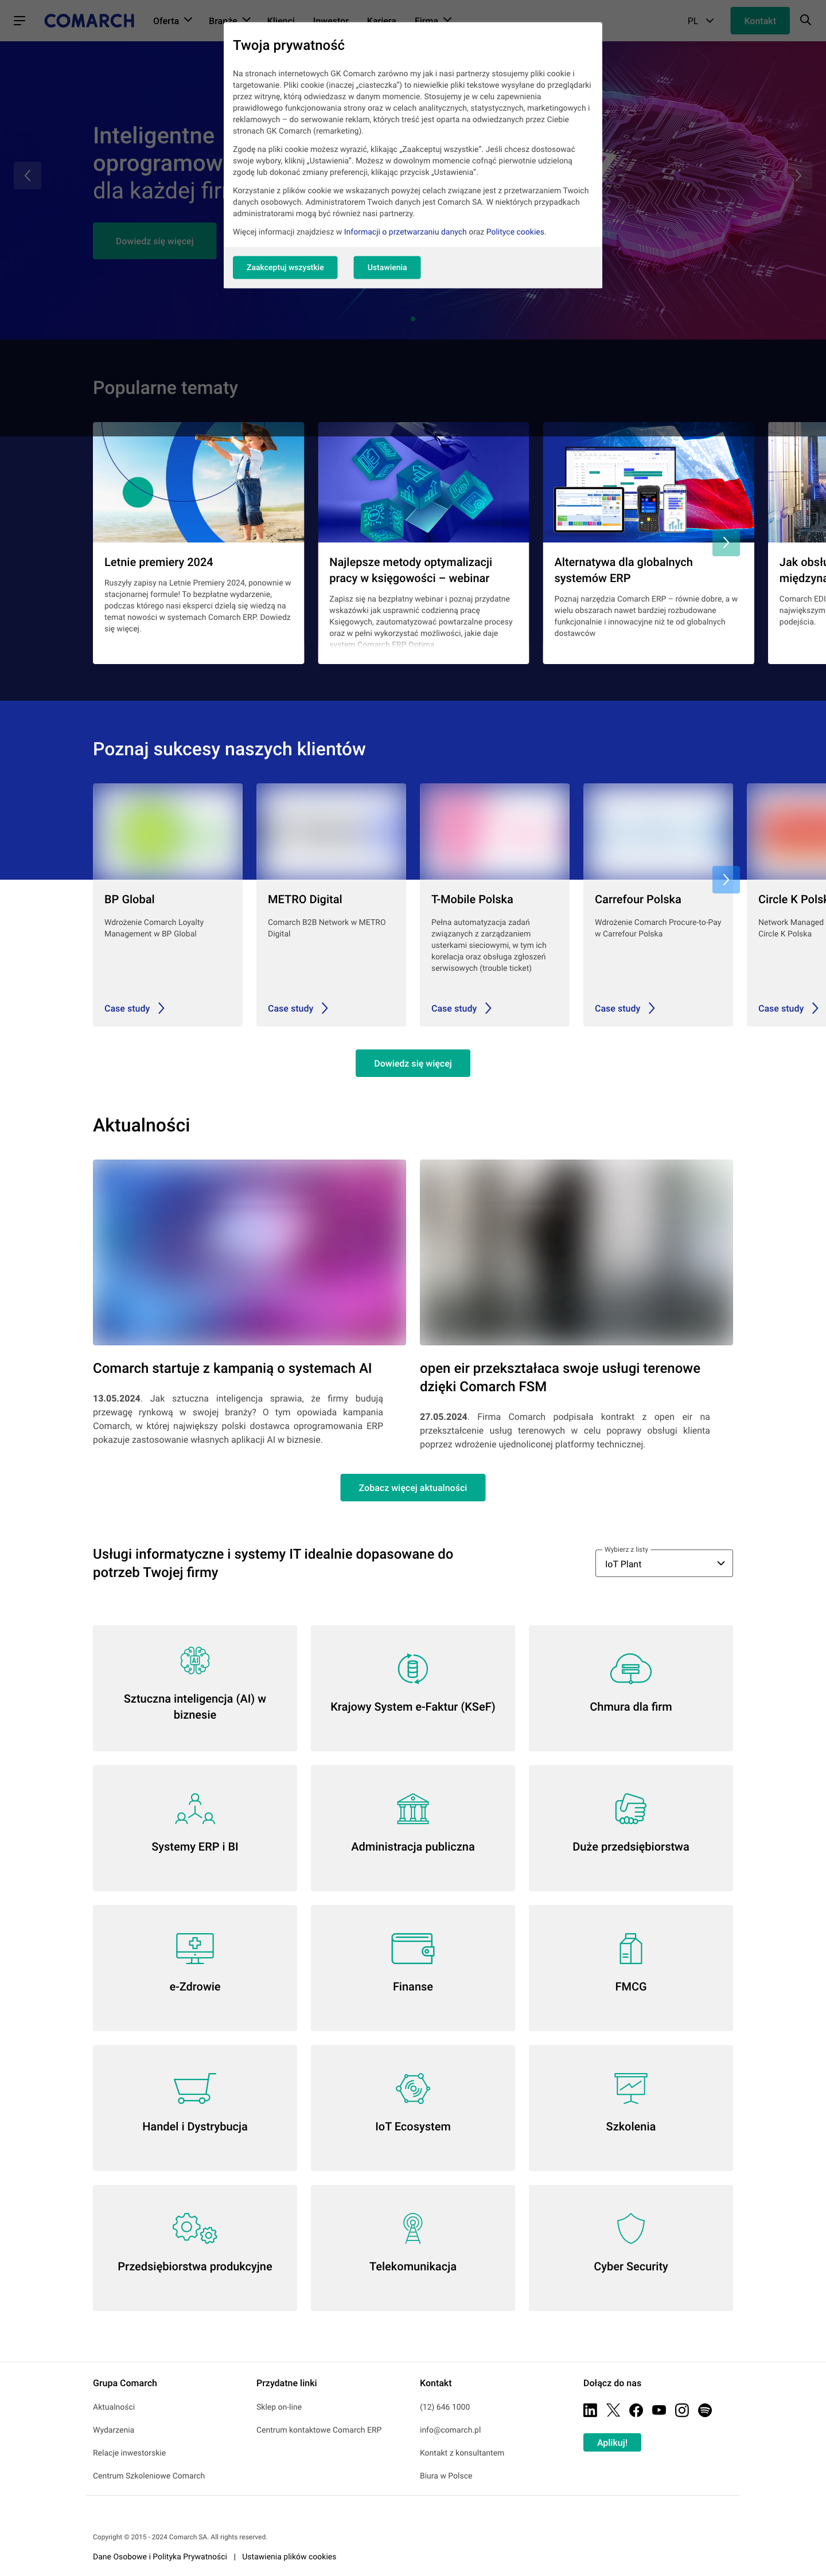 COMARCH
Oferta
Branże
Klienci
Inwestor
Kariera
Firma
PL
Kontakt
Twoja prywatność
Na stronach internetowych GK Comarch zarówno my jak i nasi partnerzy stosujemy pliki cookie i
targetowanie. Pliki cookie (inaczej „ciasteczka”) to niewielkie pliki tekstowe wysyłane do przeglądarki
przez witrynę, którą odwiedzasz w danym momencie. Stosujemy je w celu zapewnienia
prawidłowego funkcjonowania strony oraz w celach analitycznych, statystycznych, marketingowych i
reklamowych – do serwowanie reklam, których treść jest oparta na odwiedzanych przez Ciebie
stronach GK Comarch (remarketing).
Zgodę na pliki cookie możesz wyrazić, klikając „Zaakceptuj wszystkie”. Jeśli chcesz dostosować
swoje wybory, kliknij „Ustawienia”. Możesz w dowolnym momencie cofnąć pierwotnie udzieloną
zgodę lub dokonać zmiany preferencji, klikając przycisk „Ustawienia”.
Korzystanie z plików cookie we wskazanych powyżej celach związane jest z przetwarzaniem Twoich
danych osobowych. Administratorem Twoich danych jest Comarch SA. W niektórych przypadkach
administratorami mogą być również nasi partnerzy.
Więcej informacji znajdziesz w Informacji o przetwarzaniu danych oraz Polityce cookies.
Zaakceptuj wszystkie
Ustawienia
Inteligentne
oprogramow
dla każdej fir
Dowiedz się więcej
Popularne tematy
Letnie premiery 2024
Ruszyły zapisy na Letnie Premiery 2024, ponownie w
stacjonarnej formule! To bezpłatne wydarzenie,
podczas którego nasi eksperci dzielą się wiedzą na
temat nowości w systemach Comarch ERP. Dowiedz
się więcej.
Najlepsze metody optymalizacji
pracy w księgowości – webinar
Zapisz się na bezpłatny webinar i poznaj przydatne
wskazówki jak usprawnić codzienną pracę
Księgowych, zautomatyzować powtarzalne procesy
oraz w pełni wykorzystać możliwości, jakie daje
system Comarch ERP Optima.
Alternatywa dla globalnych
systemów ERP
Poznaj narzędzia Comarch ERP – równie dobre, a w
wielu obszarach nawet bardziej rozbudowane
funkcjonalnie i innowacyjne niż te od globalnych
dostawców
Jak obsłu
międzyna
Comarch EDI
największym
podejścia.
Poznaj sukcesy naszych klientów
BP Global
Wdrożenie Comarch Loyalty
Management w BP Global
Case study
METRO Digital
Comarch B2B Network w METRO
Digital
Case study
T-Mobile Polska
Pełna automatyzacja zadań
związanych z zarządzaniem
usterkami sieciowymi, w tym ich
korelacja oraz obsługa zgłoszeń
serwisowych (trouble ticket)
Case study
Carrefour Polska
Wdrożenie Comarch Procure-to-Pay
w Carrefour Polska
Case study
Circle K Polsk
Network Managed
Circle K Polska
Case study
Dowiedz się więcej
Aktualności
Comarch startuje z kampanią o systemach AI
13.05.2024. Jak sztuczna inteligencja sprawia, że firmy budują
przewagę rynkową w swojej branży? O tym opowiada kampania
Comarch, w której największy polski dostawca oprogramowania ERP
pokazuje zastosowanie własnych aplikacji AI w biznesie.
open eir przekształaca swoje usługi terenowe
dzięki Comarch FSM
27.05.2024. Firma Comarch podpisała kontrakt z open eir na
przekształcenie usług terenowych w celu poprawy obsługi klienta
poprzez wdrożenie ujednoliconej platformy technicznej.
Zobacz więcej aktualności
Usługi informatyczne i systemy IT idealnie dopasowane do
potrzeb Twojej firmy
Wybierz z listy
IoT Plant
AI
Sztuczna inteligencja (AI) w
biznesie
Krajowy System e-Faktur (KSeF)
Chmura dla firm
Systemy ERP i BI
Administracja publiczna
Duże przedsiębiorstwa
e-Zdrowie
Finanse
FMCG
Handel i Dystrybucja
IoT Ecosystem
Szkolenia
Przedsiębiorstwa produkcyjne
Telekomunikacja
Cyber Security
Grupa Comarch
Aktualności
Wydarzenia
Relacje inwestorskie
Centrum Szkoleniowe Comarch
Przydatne linki
Sklep on-line
Centrum kontaktowe Comarch ERP
Kontakt
(12) 646 1000
info@comarch.pl
Kontakt z konsultantem
Biura w Polsce
Dołącz do nas
Aplikuj!
Copyright © 2015 - 2024 Comarch SA. All rights reserved.
Dane Osobowe i Polityka Prywatności | Ustawienia plików cookies